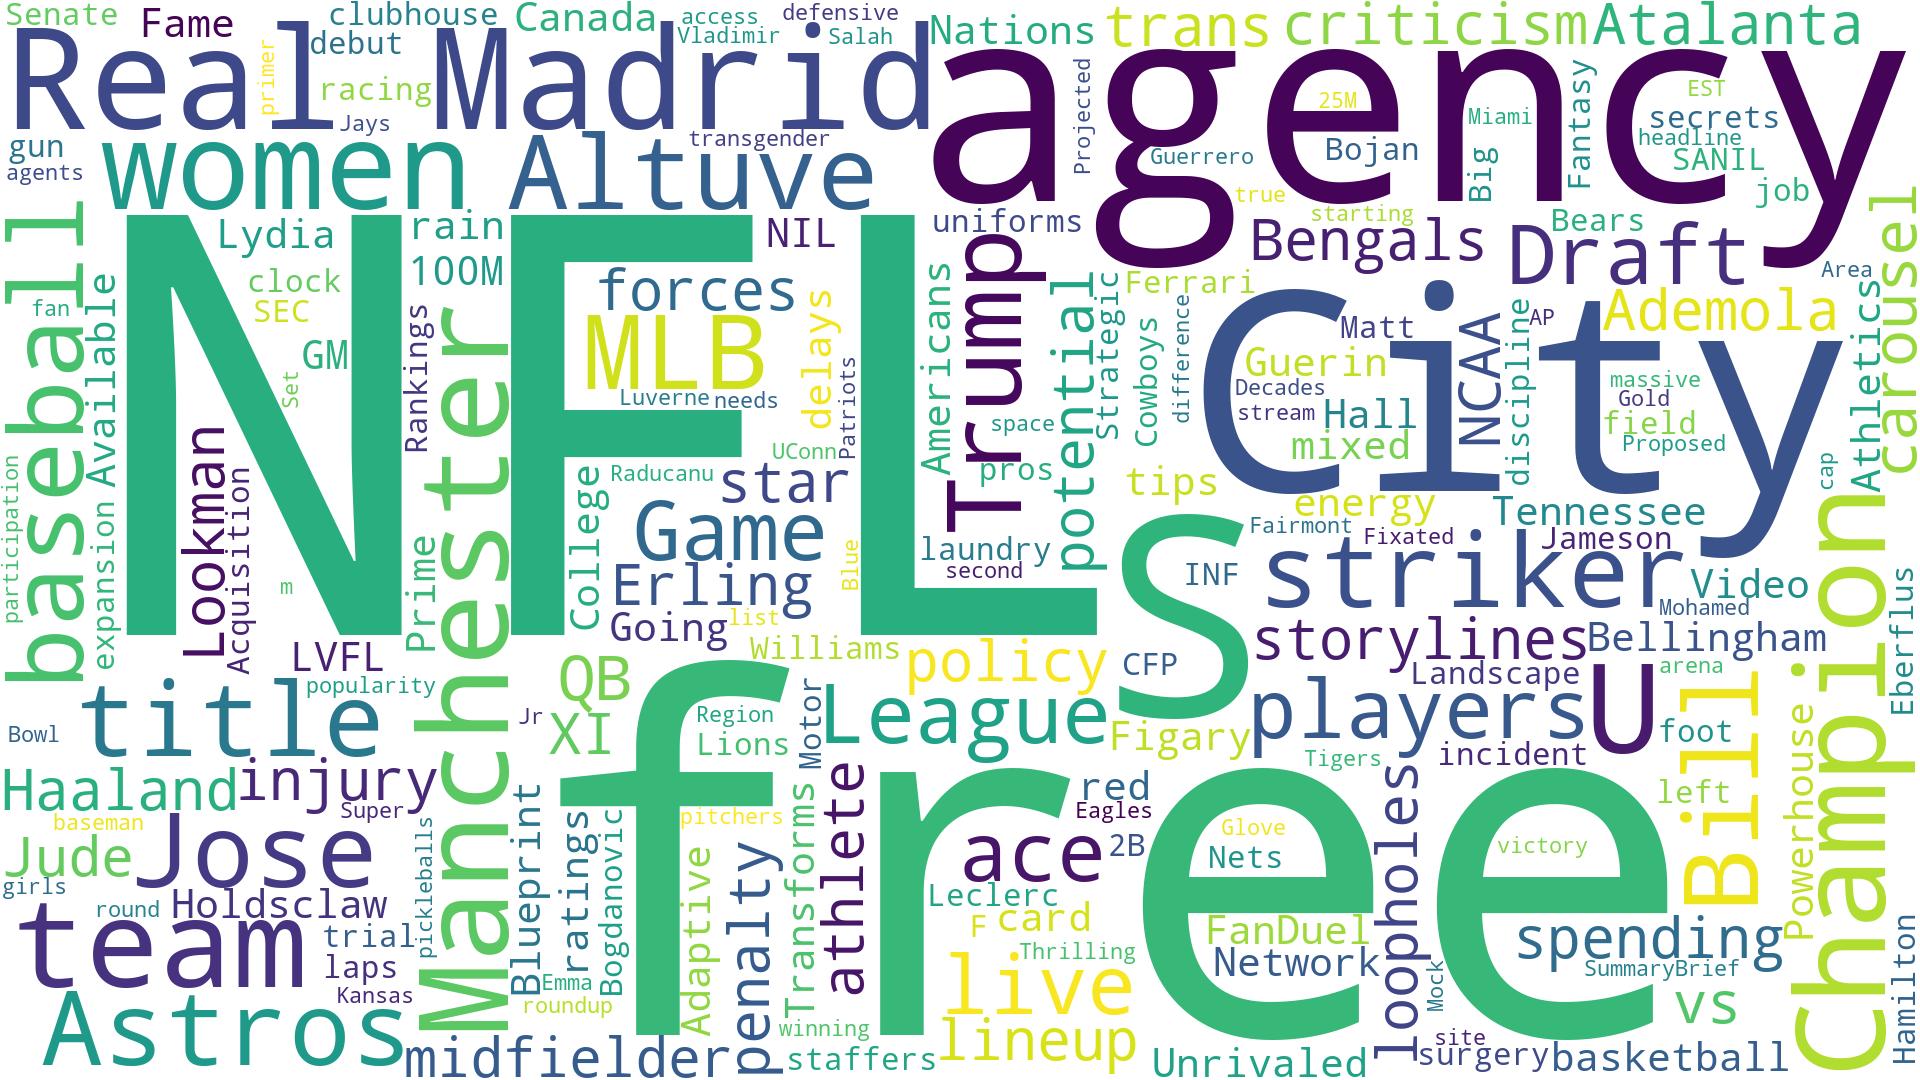 Senate
Fame
clubhouse
debut
Canada
access
Vladimir
defensive
Salah
Nations
trans
criticism
Atalanta
Real Madrid
primer
racing
Jays
agency
Projected
25M
Miami
Fantasy
EST
secrets
headline
SANIL
job
gun
agents
women
Altuve
transgender
Guerrero
Bojan
Big
true
starting
Bears
uniforms
Bengals
Draft
carousel
baseball
fan
Available
NFL
Lydia
rain
100M
NIL
clock
SEC
GM
Set
Rankings
forces
MLB
delays
Luverne
needs
Patriots
Americans
Trump
potential
Strategic
Ferrari
Cowboys
difference
City
Matt
Guerin
Decades
stream
Hall
mixed
NCAA
discipline
AP
Ademola
Area
Athletics
massive
Gold
field
Proposed
cap
space
pros
tips
energy
Tennessee
participation
expansion
Lookman
Acquisition
m
Manchester
Prime
College
UConn
Raducanu
star
Game
Erling
Going
list
Blue
laundry
second
Williams
S
INF
Fairmont
Fixated
Jameson
striker
Video
Mohamed
storylines
Bellingham
Eberflus
Champion
LVFL
popularity
title
Bowl
Jr
QB
XI
Region
Lions
Motor
policy
CFP
League
Figary
Landscape
players
U
arena
foot
Bill
Powerhouse
Tigers
incident
Haaland
injury
Super
baseman
Jude
Jose
girls
pickleballs
Blueprint
ratings
Bogdanovic
free
pitchers
Adaptive
penalty
Transforms
athlete
red
Eagles
ace
2B
Leclerc
F
card
Glove
Nets
loopholes
left
victory
round
Holdsclaw
team
trial
laps
Kansas
Emma
roundup
Thrilling
FanDuel
Network
Mock
spending
SummaryBrief
vs
Hamilton
Astros
midfielder
winning
staffers
live
lineup
Unrivaled
site
surgery
basketball